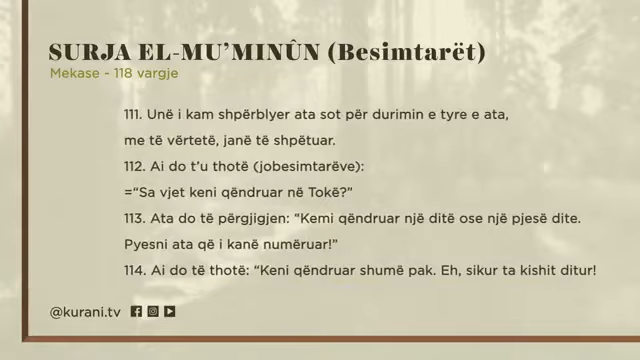 SURJA EL-MU’MINÛN (Besimtarët)
Mekase - 118 vargje
111. Unë i kam shpërblyer ata sot për durimin e tyre e ata,
me të vërtetë, janë të shpëtuar.
112. Ai do t’u thotë (jobesimtarëve):
=“Sa vjet keni qëndruar në Tokë?”
113. Ata do të përgjigjen: “Kemi qëndruar një ditë ose një pjesë dite.
Pyesni ata që i kanë numëruar!”
114. Ai do të thotë: “Keni qëndruar shumë pak. Eh, sikur ta kishit ditur!
@kurani.tv